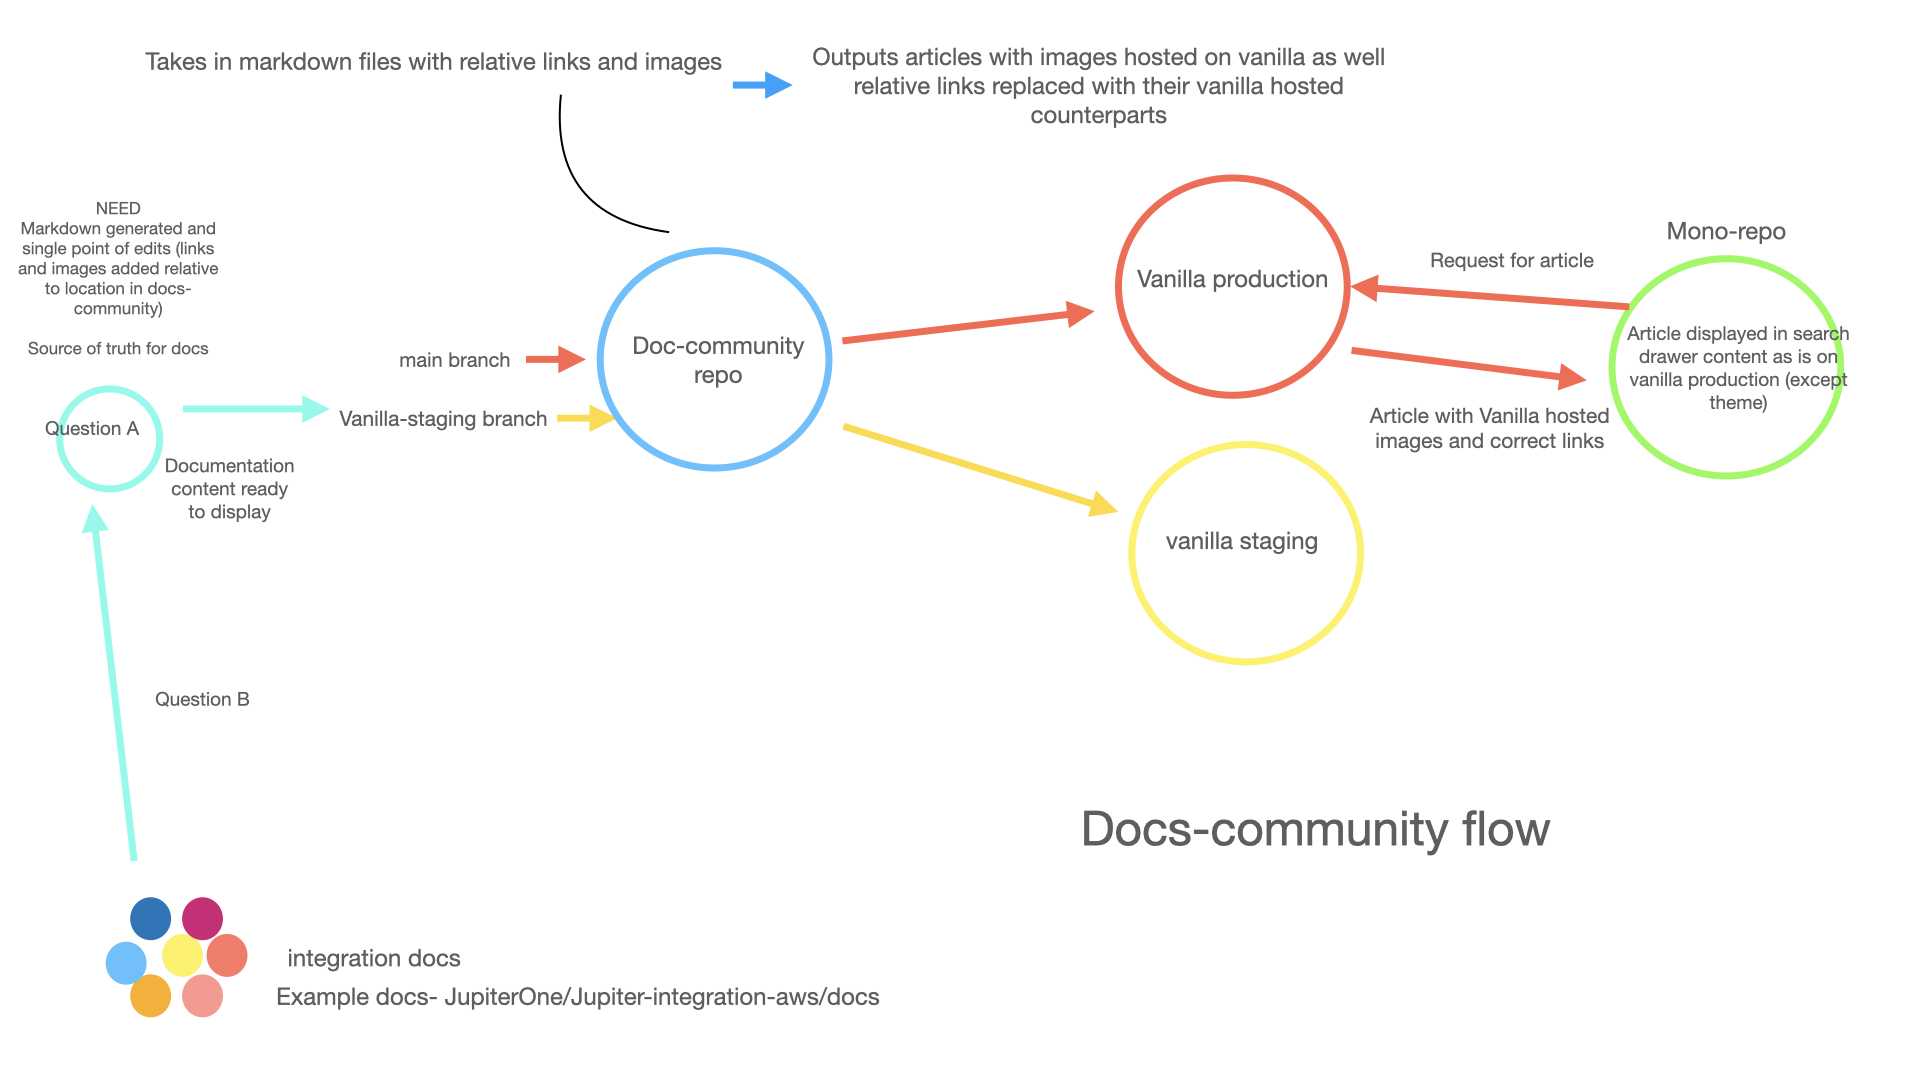 Takes in markdown files with relative links and images
Outputs articles with images hosted on vanilla as well
relative links replaced with their vanilla hosted
counterparts
NEED
Markdown generated and
single point of edits (links
and images added relative
to location in docs-
community)
Source of truth for docs
Question A
Documentation
content ready
to display
main branch
Vanilla-staging branch
Doc-community
repo
Vanilla production
vanilla staging
Request for article
Article with Vanilla hosted
images and correct links
Mono-repo
Article displayed in search
drawer content as is on
vanilla production (except
theme)
Question B
Docs-community flow
integration docs
Example docs- JupiterOne/Jupiter-integration-aws/docs